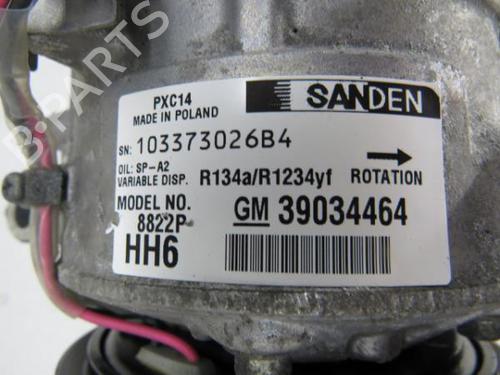 PXC14
MADE IN POLAND
SANDEN
SN: 103373026B4
OIL: SP-A2
VARIABLE DISP. R134a/R1234yf ROTATION
MODEL NO. GM 39034464
8822P
HH6